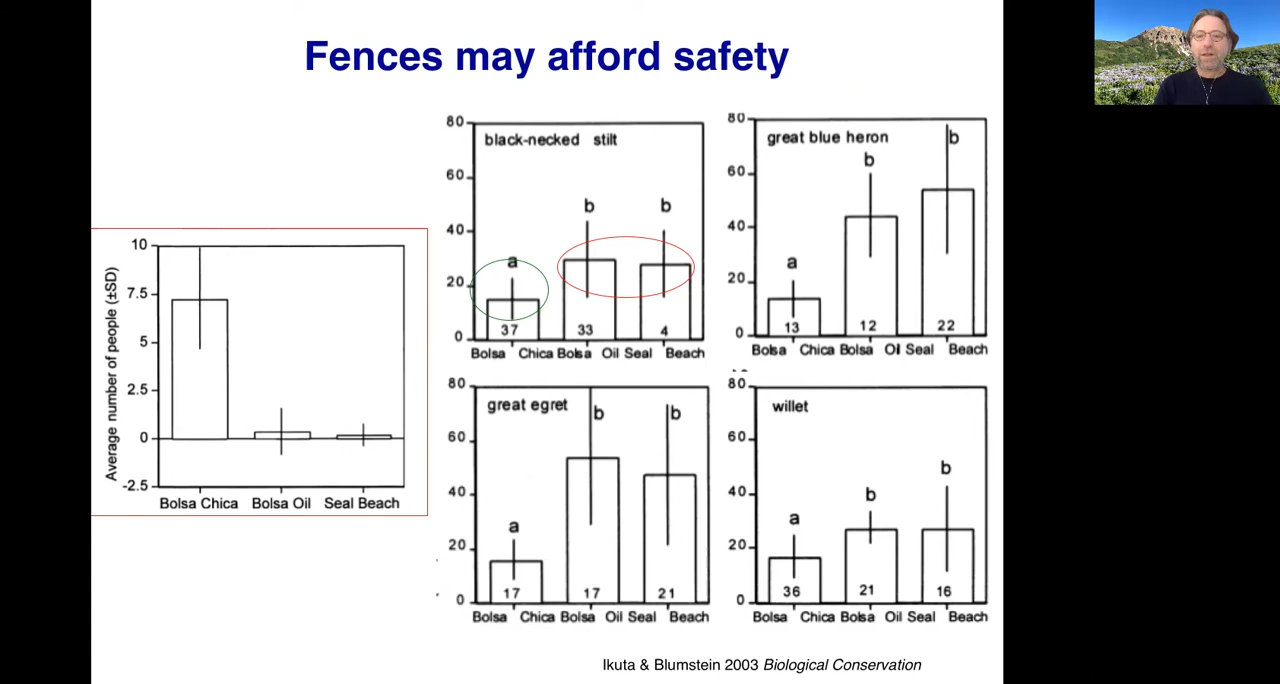 Fences may afford safety
10
7.5
5
2.5
0
-2.5
Average number of people (±SD)
Bolsa Chica Bolsa Oil Seal Beach
80
60
40
20
0
black-necked stilt
a
b
b
37 33 4
Bolsa Chica Bolsa Oil Seal Beach
80
60
40
20
0
great blue heron
a
b
b
13 12 22
Bolsa Chica Bolsa Oil Seal Beach
80
60
40
20
0
great egret
a
b
b
17 17 21
Bolsa Chica Bolsa Oil Seal Beach
80
60
40
20
0
willet
a
b
b
36 21 16
Bolsa Chica Bolsa Oil Seal Beach
Ikuta & Blumstein 2003 Biological Conservation